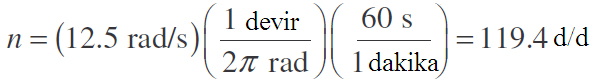 n = (12.5 rad/s) (1 devir / 2π rad) (60 s / 1 dakika) = 119.4 d/d